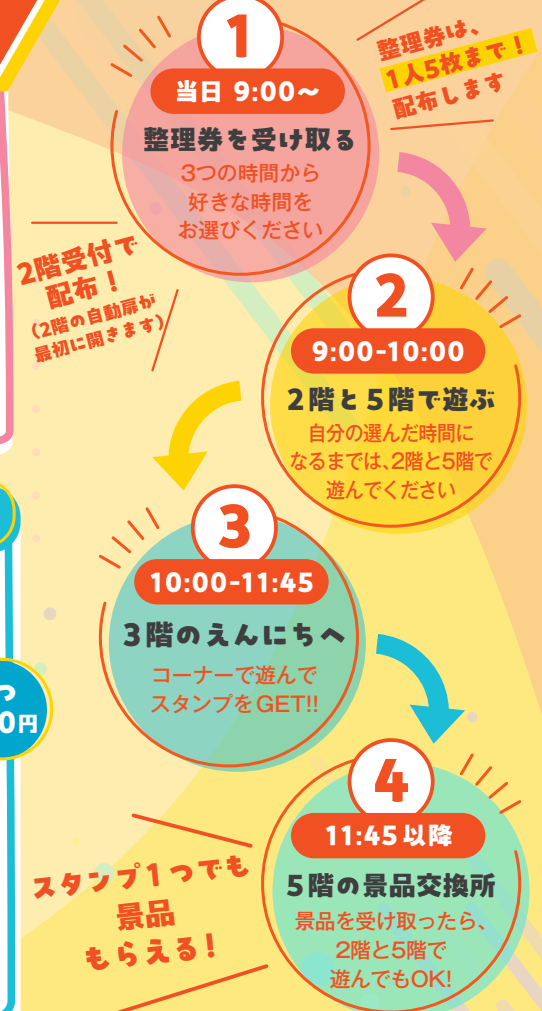 1
当日 9:00～
整理券を受け取る
3つの時間から
好きな時間を
お選びください
整理券は、
1人5枚まで！
配布します
2階受付で
配布！
(2階の自動扉が
最初に開きます)
2
9:00-10:00
2階と5階で遊ぶ
自分の選んだ時間に
なるまでは、2階と5階で
遊んでください
3
10:00-11:45
3階のえんにちへ
コーナーで遊んで
スタンプをGET!!
つ
0円
4
11:45以降
5階の景品交換所
景品を受け取ったら、
2階と5階で
遊んでもOK!
スタンプ1つでも
景品
もらえる！